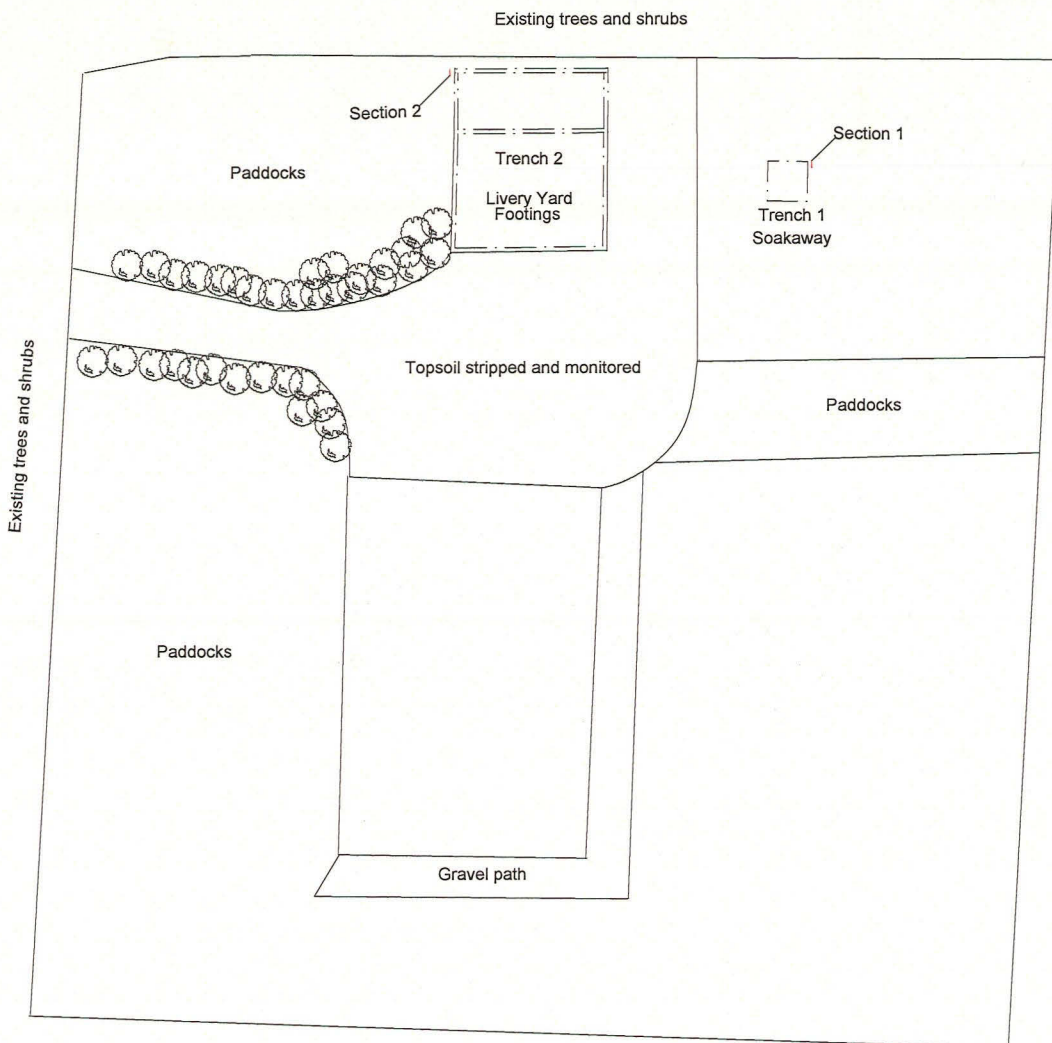 Existing trees and shrubs
Section 2
Section 1
Paddocks
Trench 2
Livery Yard
Footings
Trench 1
Soakaway
Topsoil stripped and monitored
Paddocks
Existing trees and shrubs
Paddocks
Gravel path